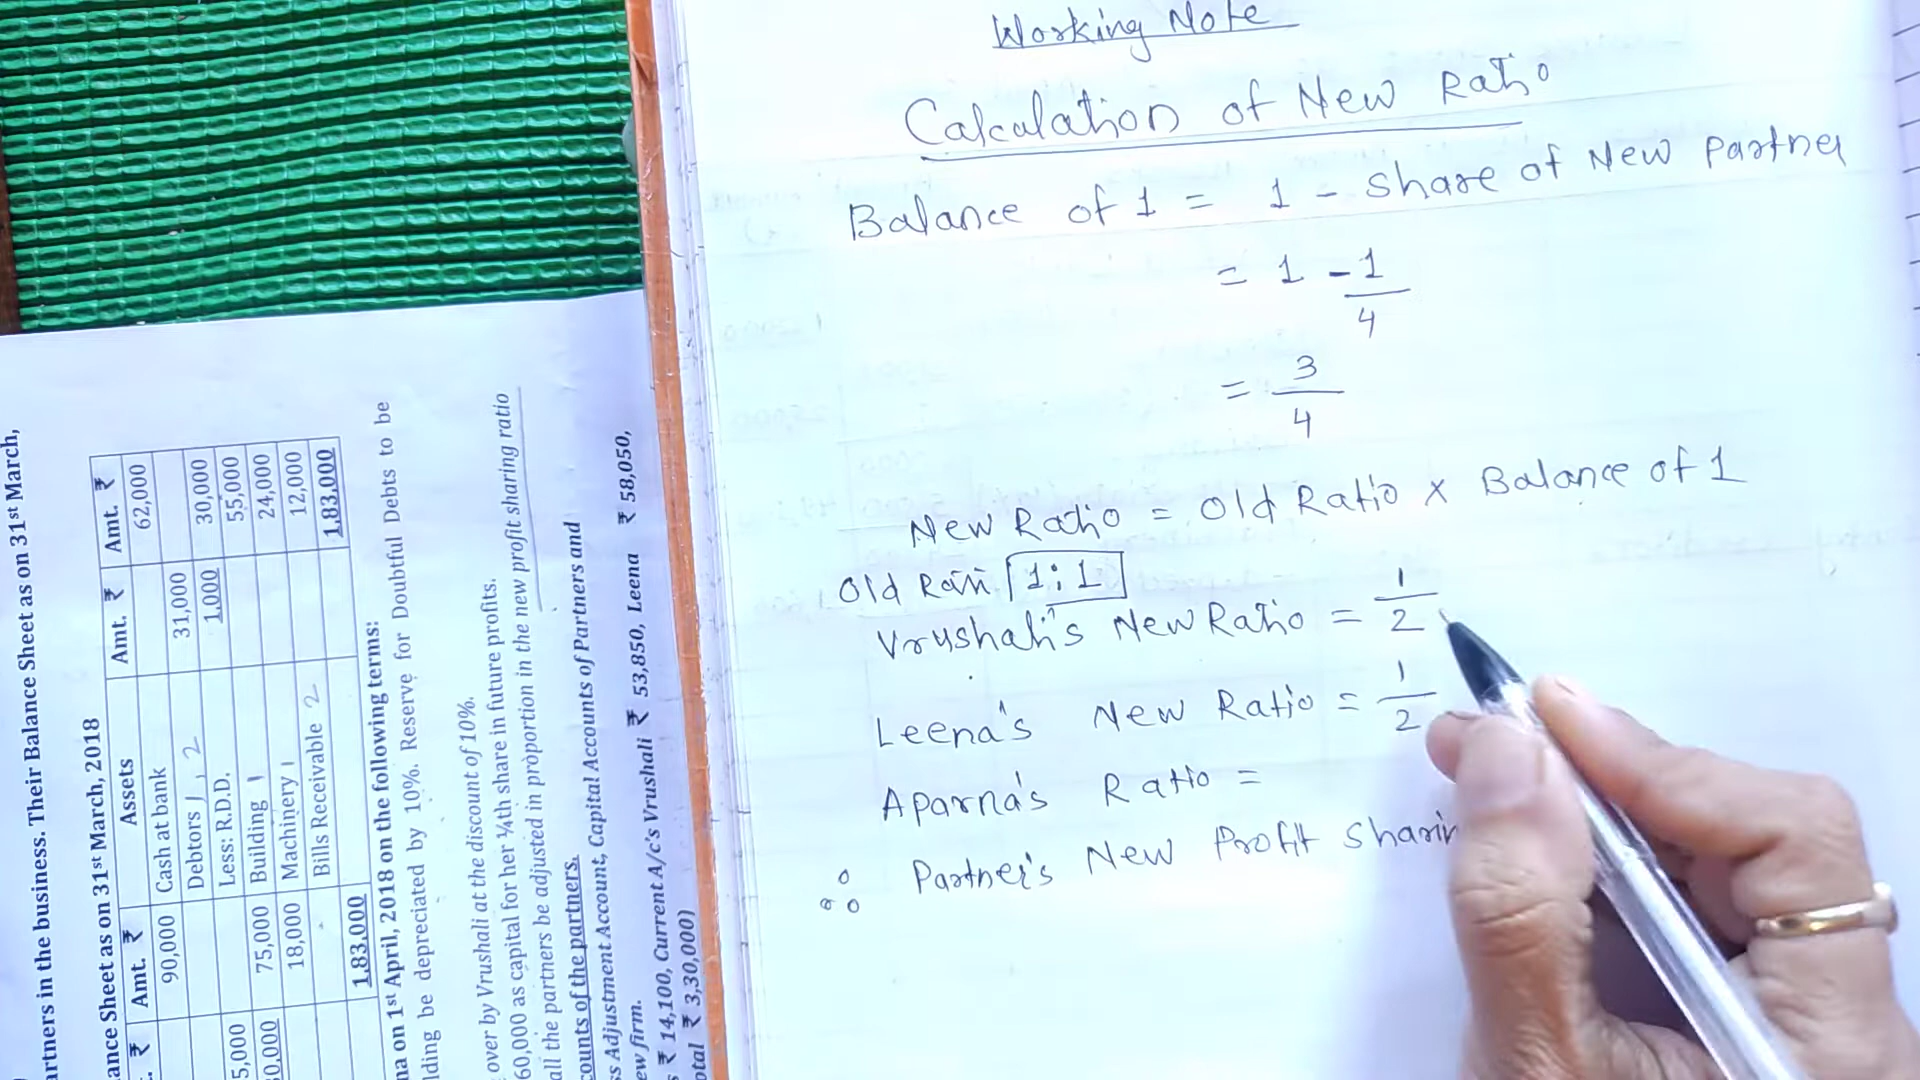 Working Note
Calculation of New Ratio
Balance of 1 = 1 - Share of New Partner
= 1 - 1/4
= 3/4
New Ratio = Old Ratio x Balance of 1
Old Ratio 1:1
Vrushali's New Ratio = 1/2
Leena's New Ratio = 1/2
Aparna's Ratio =
∴ Partner's New Profit
artners in the business. Their Balance Sheet as on 31st March,
ance Sheet as on 31st March, 2018
Amt. ₹ Assets Amt. ₹ Amt. ₹
90,000 Cash at bank 62,000
Debtors 1, 2 31,000
Less: R.D.D. 1,000 30,000
5,000 75,000 Building 1 55,000
18,000 Machinery 1 24,000
Bills Receivable 2 12,000
1,83,000 1,83,000
na on 1st April, 2018 on the following terms:
lding be depreciated by 10%. Reserve for Doubtful Debts to be
over by Vrushali at the discount of 10%.
60,000 as capital for her ¼th share in future profits.
all the partners be adjusted in proportion in the new profit sharing ratio
counts of the partners.
ss Adjustment Account, Capital Accounts of Partners and
ew firm.
₹ 14,100, Current A/c's Vrushali ₹ 53,850, Leena ₹ 58,050,
otal ₹ 3,30,000)